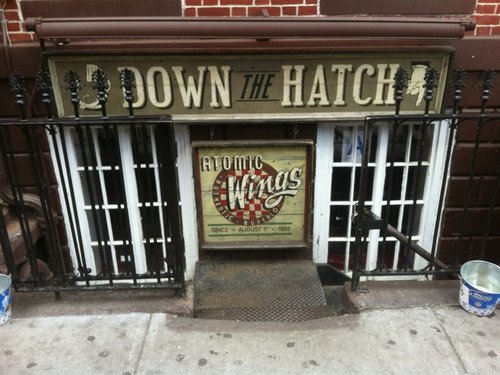 DOWN THE HATCH
ATOMIC
Wings
SINCE • AUGUST 1ST • 1989